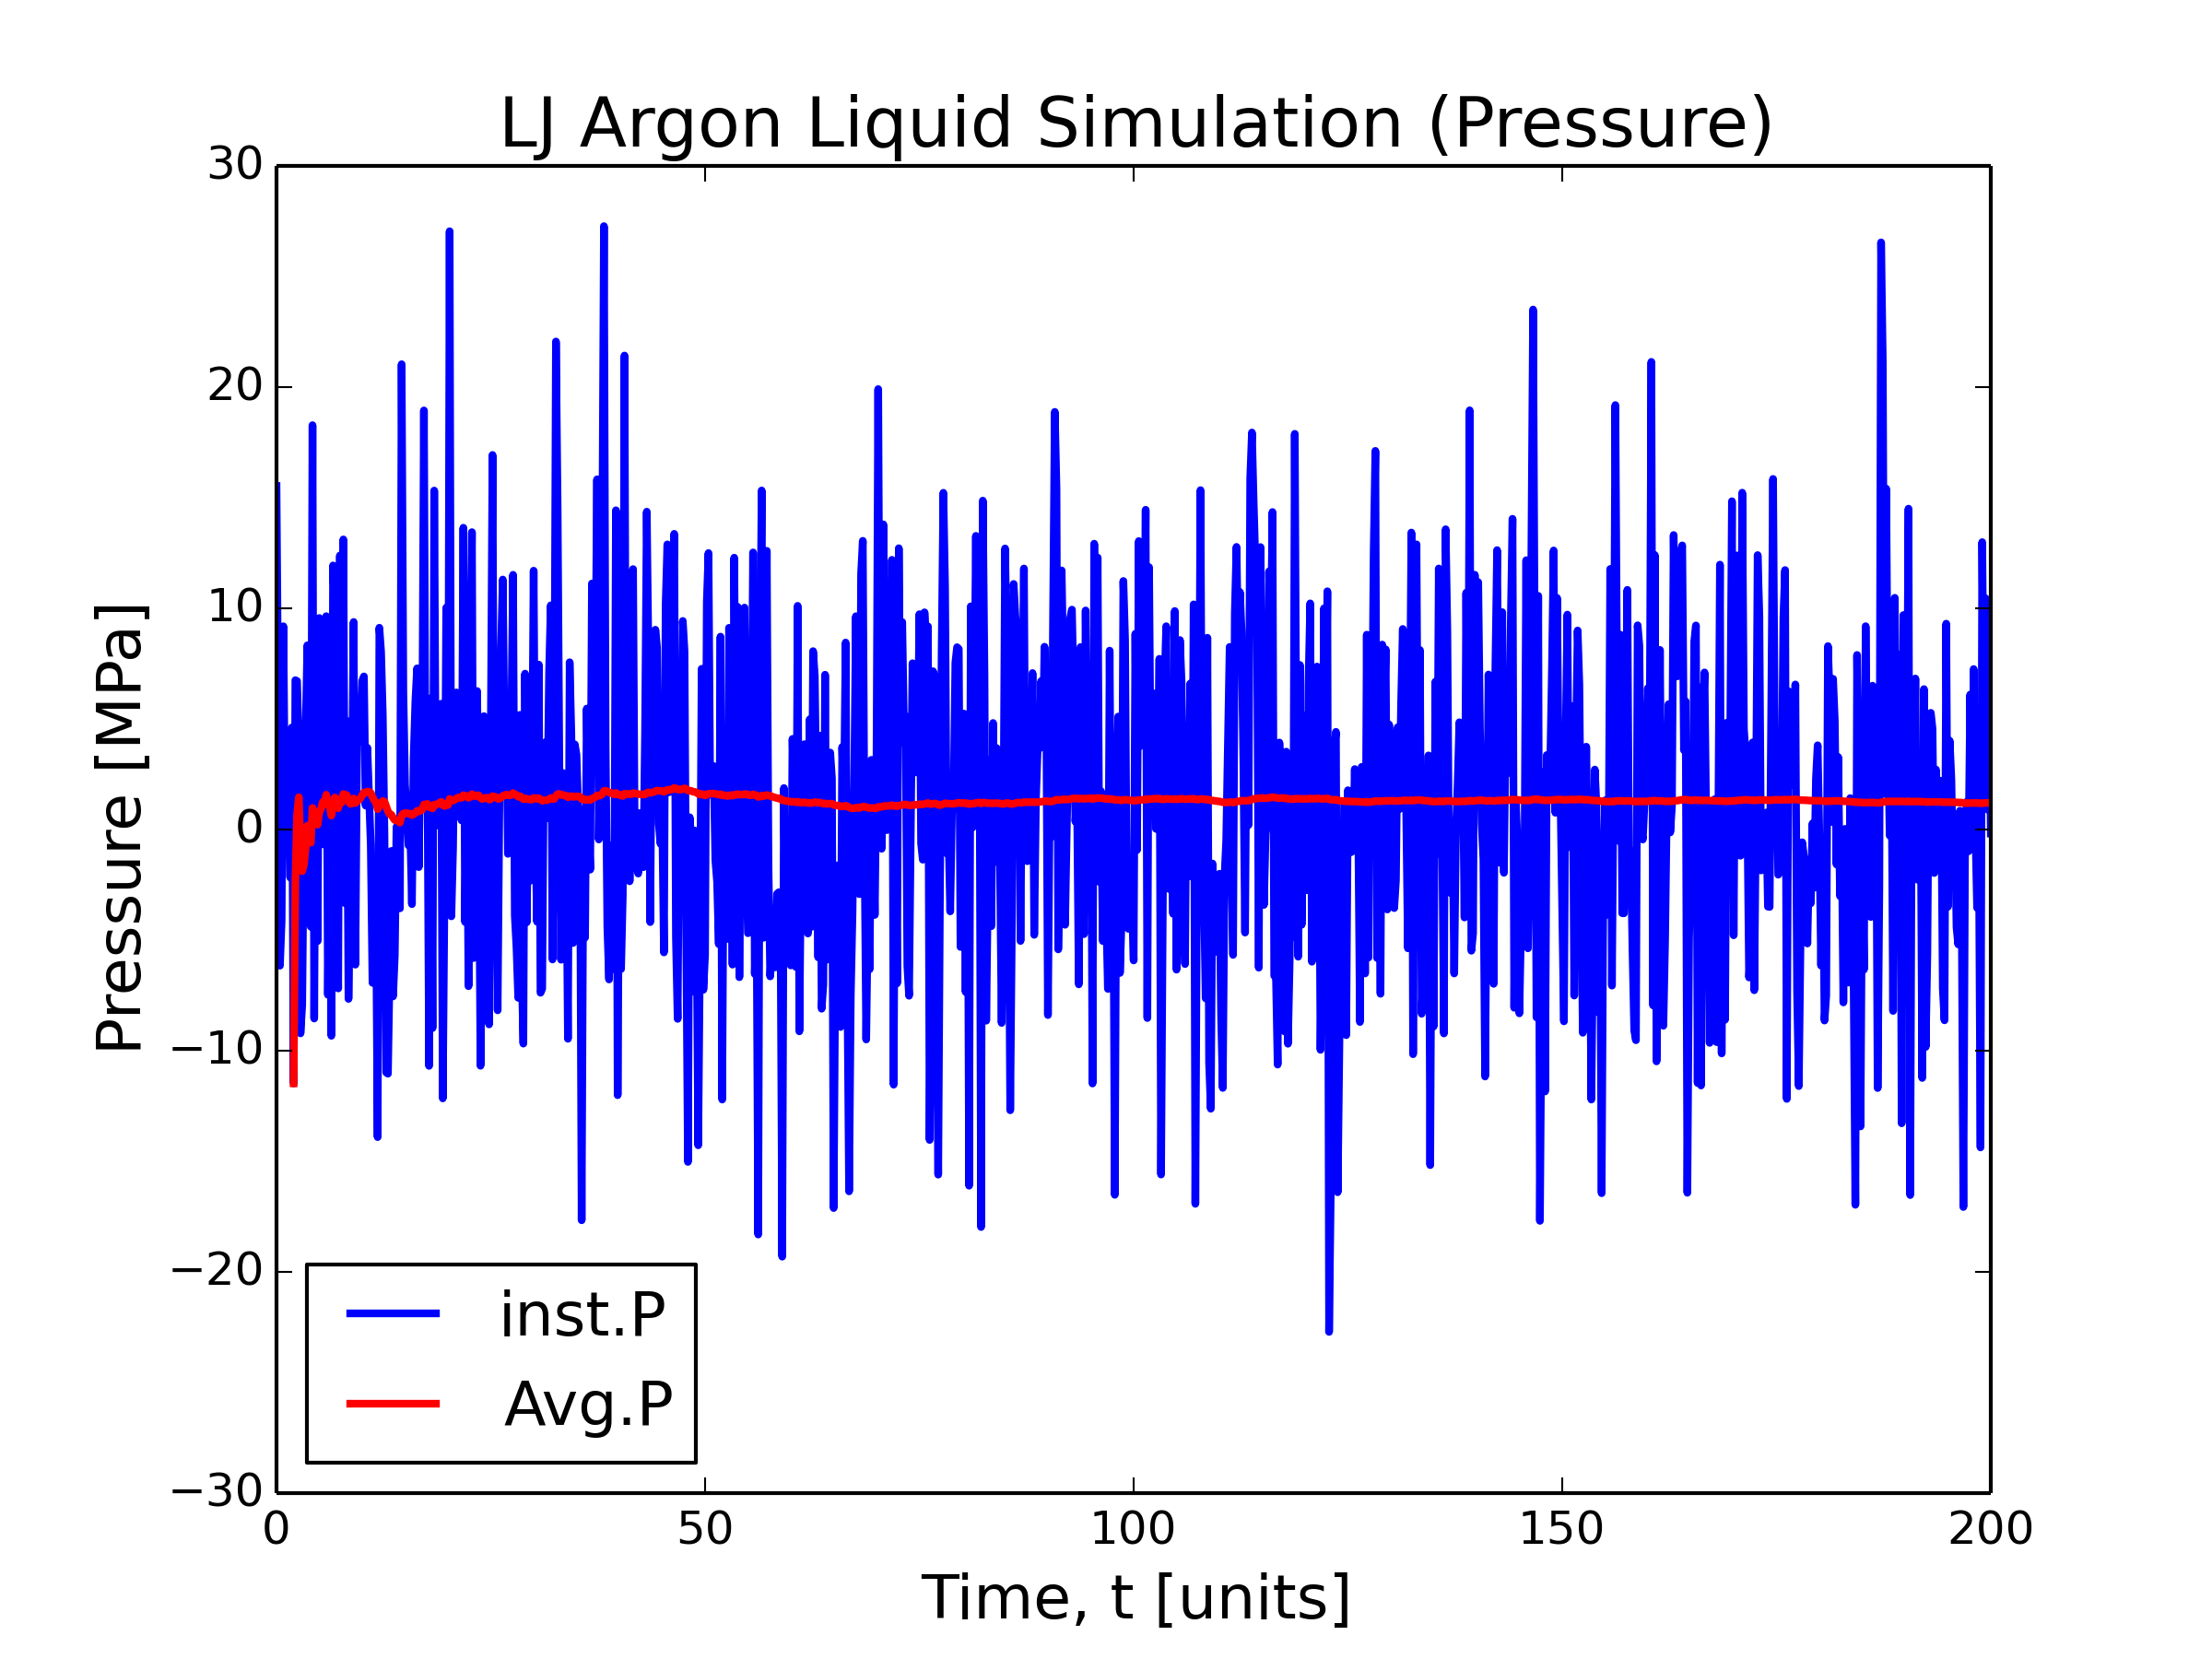 LJ Argon Liquid Simulation (Pressure)
30
20
10
0
−10
−20
−30
Pressure [MPa]
inst.P
Avg.P
0 50 100 150 200
Time, t [units]